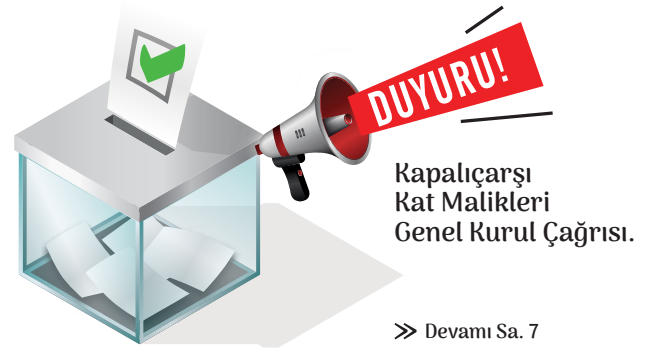 DUYURU!
Kapalıçarşı
Kat Malikleri
Genel Kurul Çağrısı.
>> Devamı Sa. 7